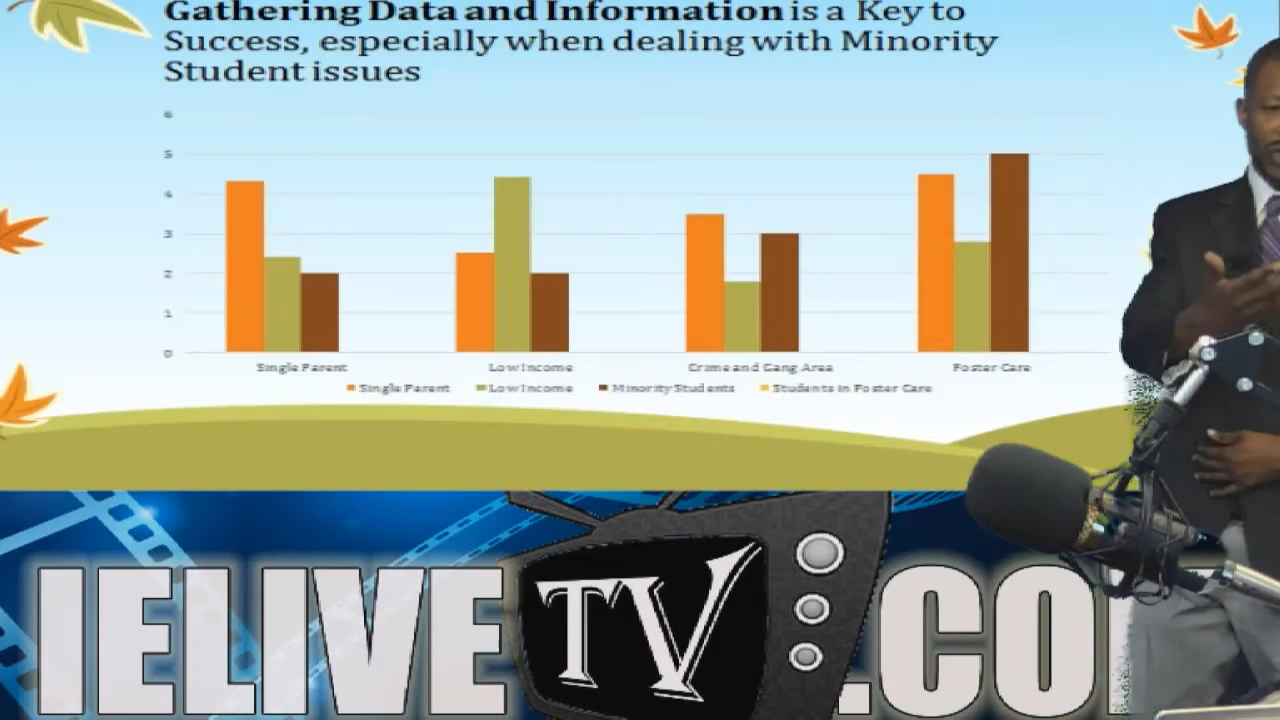 Gathering Data and Information is a Key to
Success, especially when dealing with Minority
Student issues
6
5
4
3
2
1
0
Single Parent Low Income Crime and Gang Area Foster Care
Single Parent Low Income Minority Students Students in Foster Care
IELIVE TV .CO